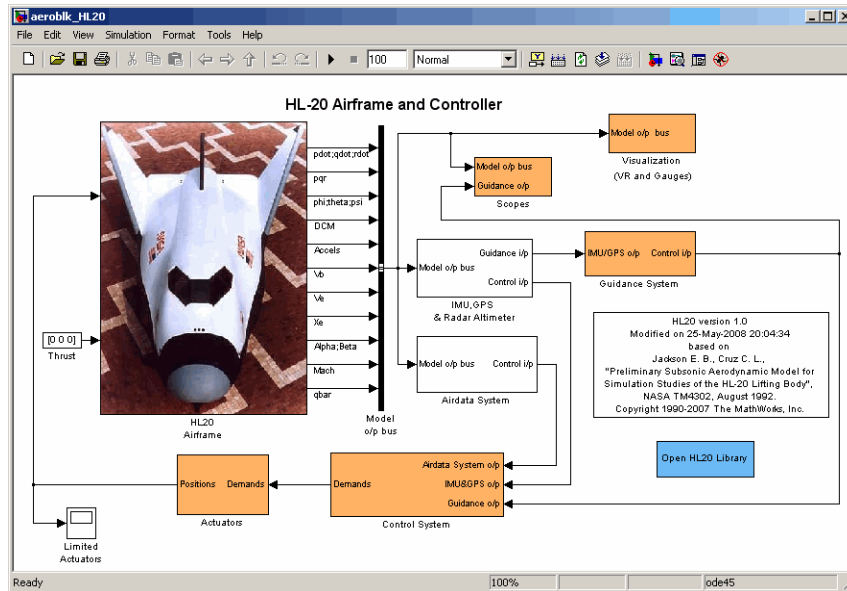 aeroblk_HL20
File Edit View Simulation Format Tools Help
100 Normal
HL-20 Airframe and Controller
pdot;qdot;rdot
pqr
phi;theta;psi
DCM
Accels
Vb
Ve
Xe
Alpha;Beta
Mach
qbar
HL20
Airframe
[0 0 0]
Thrust
Model
o/p bus
Model o/p bus
Visualization
(VR and Gauges)
Model o/p bus
Guidance o/p
Scopes
Model o/p bus
Guidance i/p
Control i/p
IMU,GPS
& Radar Altimeter
IMU/GPS o/p Control i/p
Guidance System
Model o/p bus Control i/p
Airdata System
HL20 version 1.0
Modified on 25-May-2008 20:04:34
based on
Jackson E. B., Cruz C. L.,
"Preliminary Subsonic Aerodynamic Model for
Simulation Studies of the HL-20 Lifting Body",
NASA TM4302, August 1992.
Copyright 1990-2007 The MathWorks, Inc.
Open HL20 Library
Positions Demands
Actuators
Demands
Airdata System o/p
IMU&GPS o/p
Guidance o/p
Control System
Limited
Actuators
Ready 100% ode45